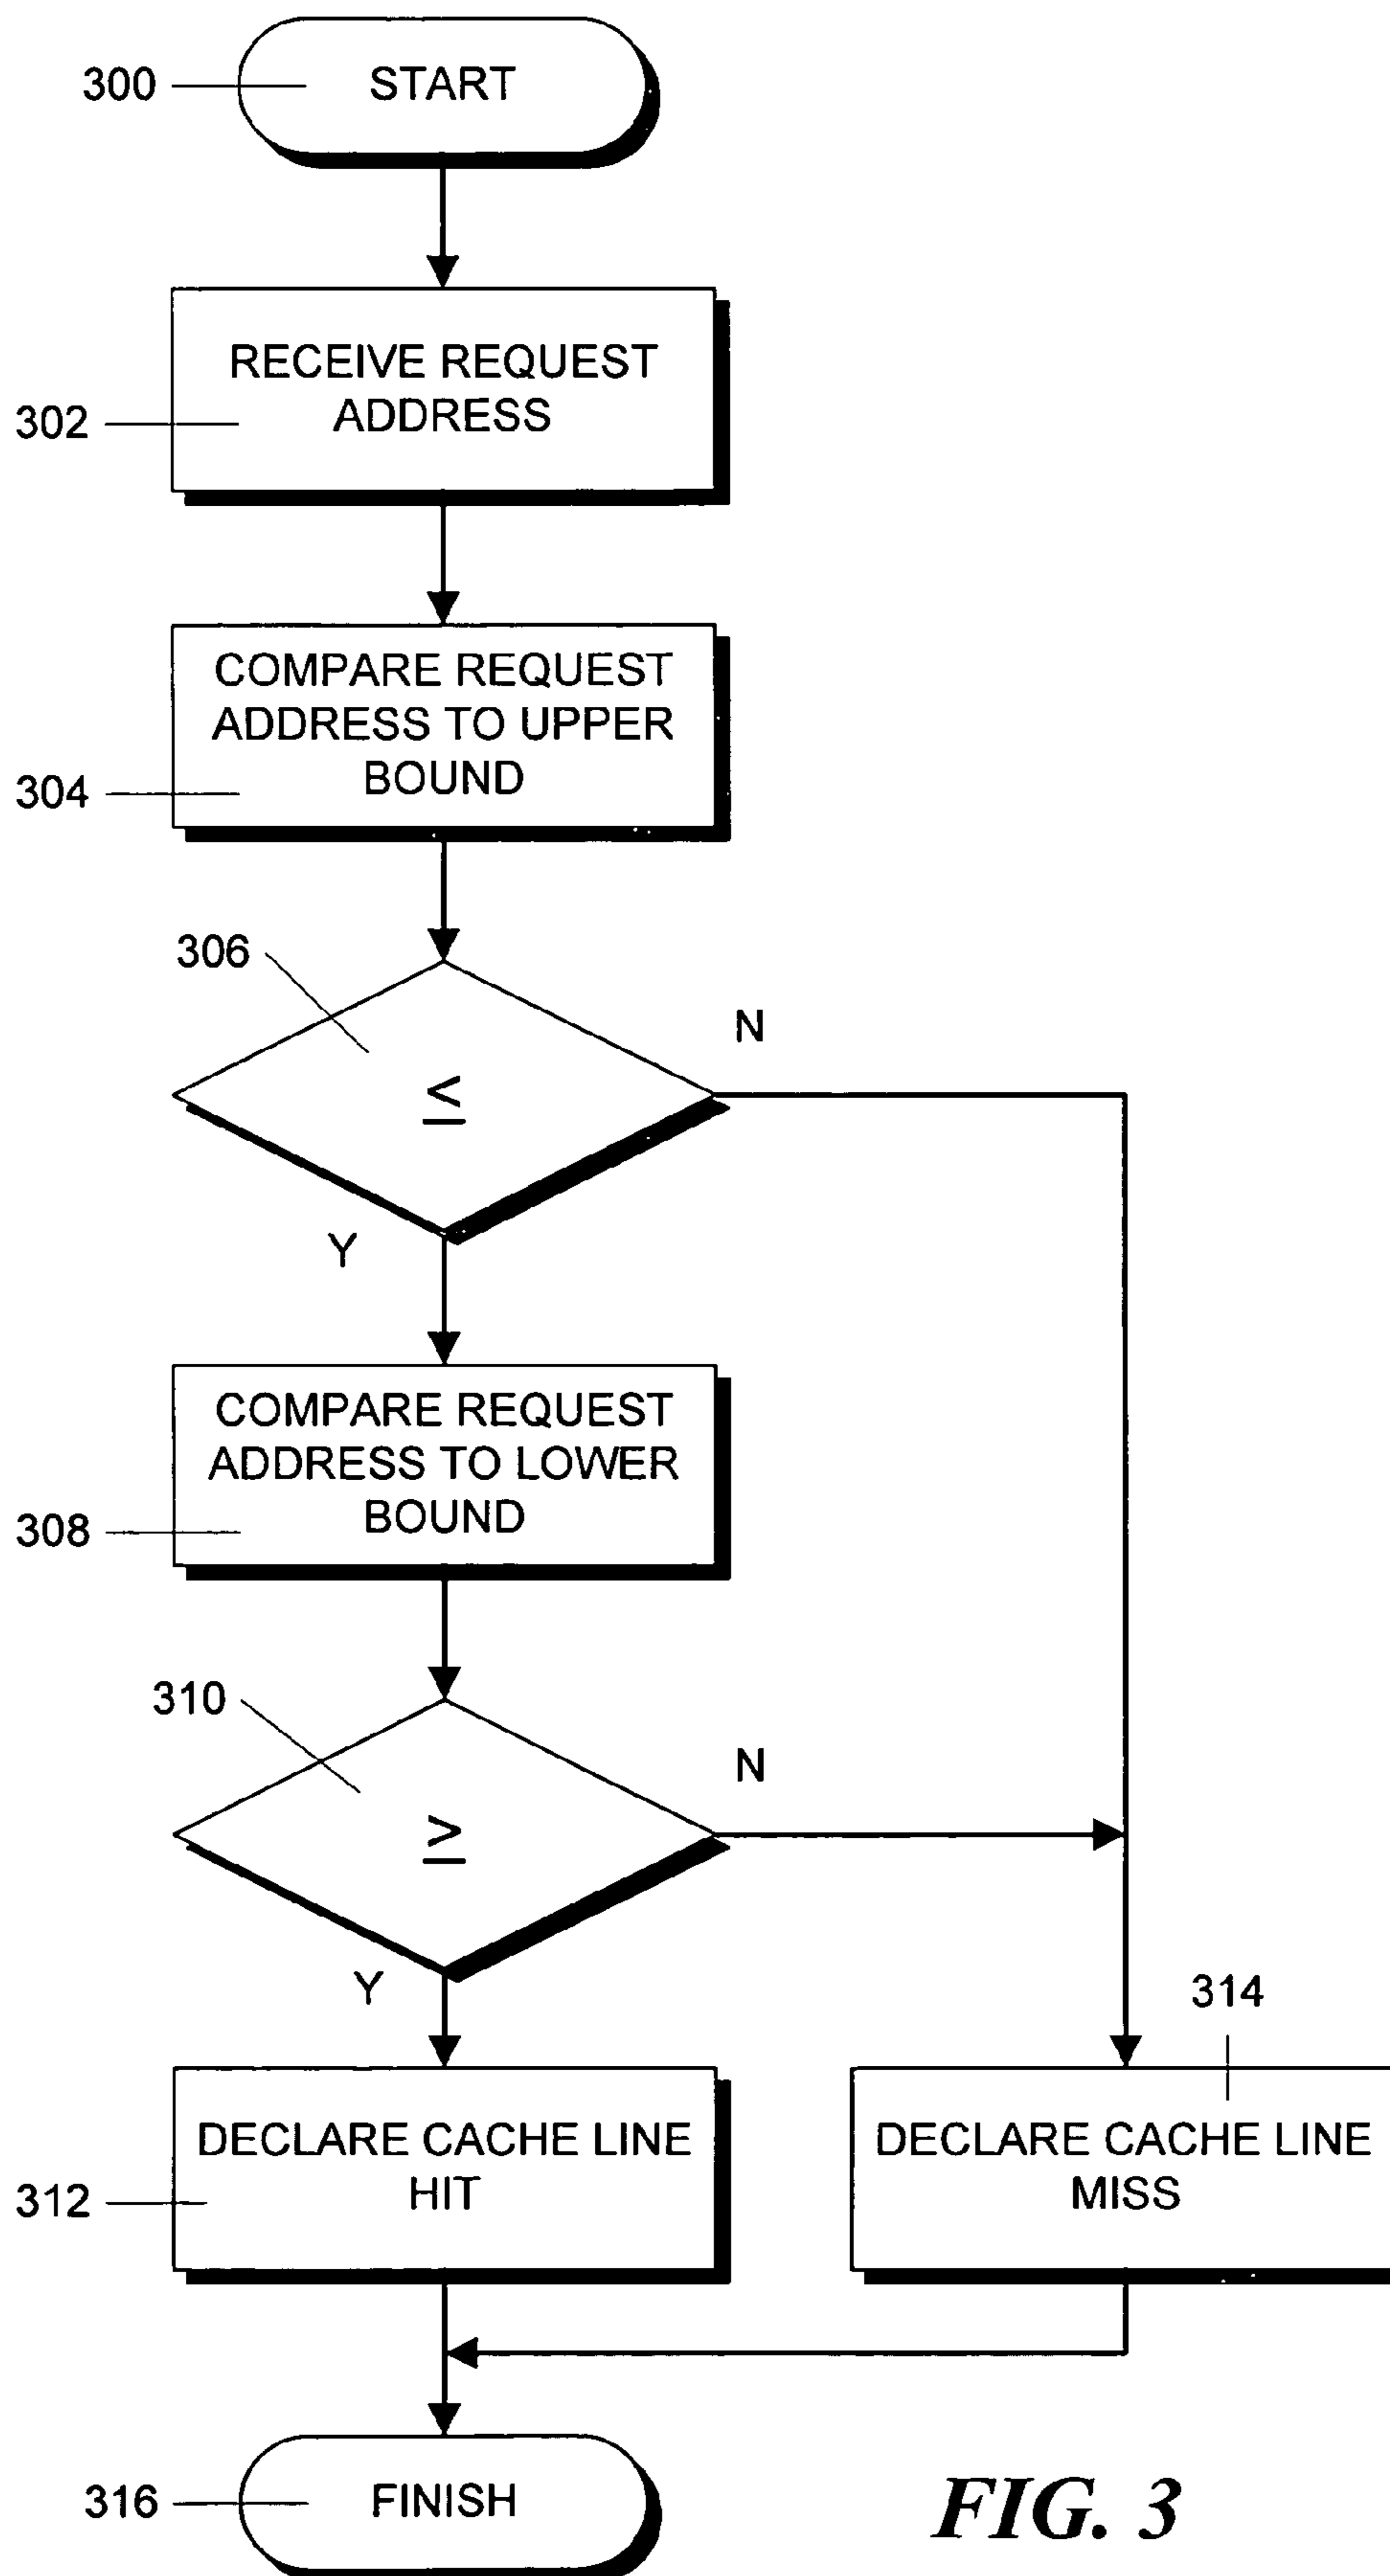 300
START
302
RECEIVE REQUEST
ADDRESS
304
COMPARE REQUEST
ADDRESS TO UPPER
BOUND
306
≤
N
Y
308
COMPARE REQUEST
ADDRESS TO LOWER
BOUND
310
≥
N
Y
312
DECLARE CACHE LINE
HIT
314
DECLARE CACHE LINE
MISS
316
FINISH
FIG. 3